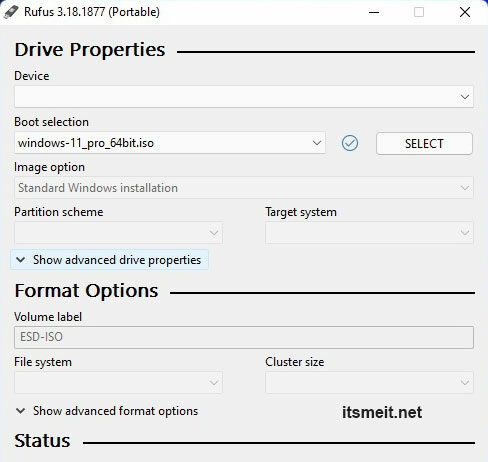 Rufus 3.18.1877 (Portable)
Drive Properties
Device
Boot selection
windows-11_pro_64bit.iso
SELECT
Image option
Standard Windows installation
Partition scheme
Target system
Show advanced drive properties
Format Options
Volume label
ESD-ISO
File system
Cluster size
Show advanced format options
itsmeit.net
Status